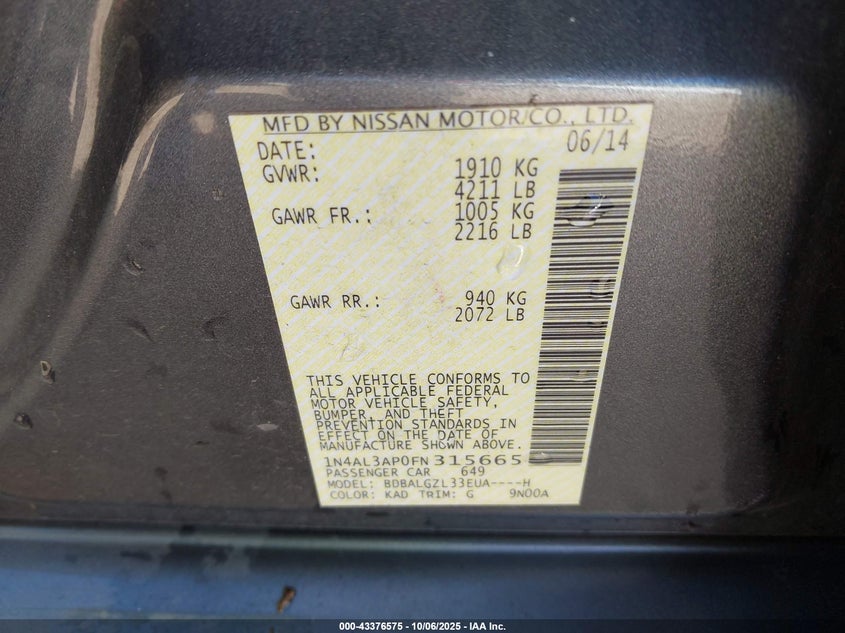 MFD BY NISSAN MOTOR CO., LTD.
DATE: 06/14
GVWR: 1910 KG
4211 LB
GAWR FR.: 1005 KG
2216 LB
GAWR RR.: 940 KG
2072 LB
THIS VEHICLE CONFORMS TO
ALL APPLICABLE FEDERAL
MOTOR VEHICLE SAFETY,
BUMPER, AND THEFT
PREVENTION STANDARDS IN
EFFECT ON THE DATE OF
MANUFACTURE SHOWN ABOVE.
1N4AL3AP0FN315665
PASSENGER CAR 649
MODEL: BDBALGZL33EUA----H
COLOR: KAD TRIM: G 9N00A
000-43376575 - 10/06/2025 - IAA Inc.